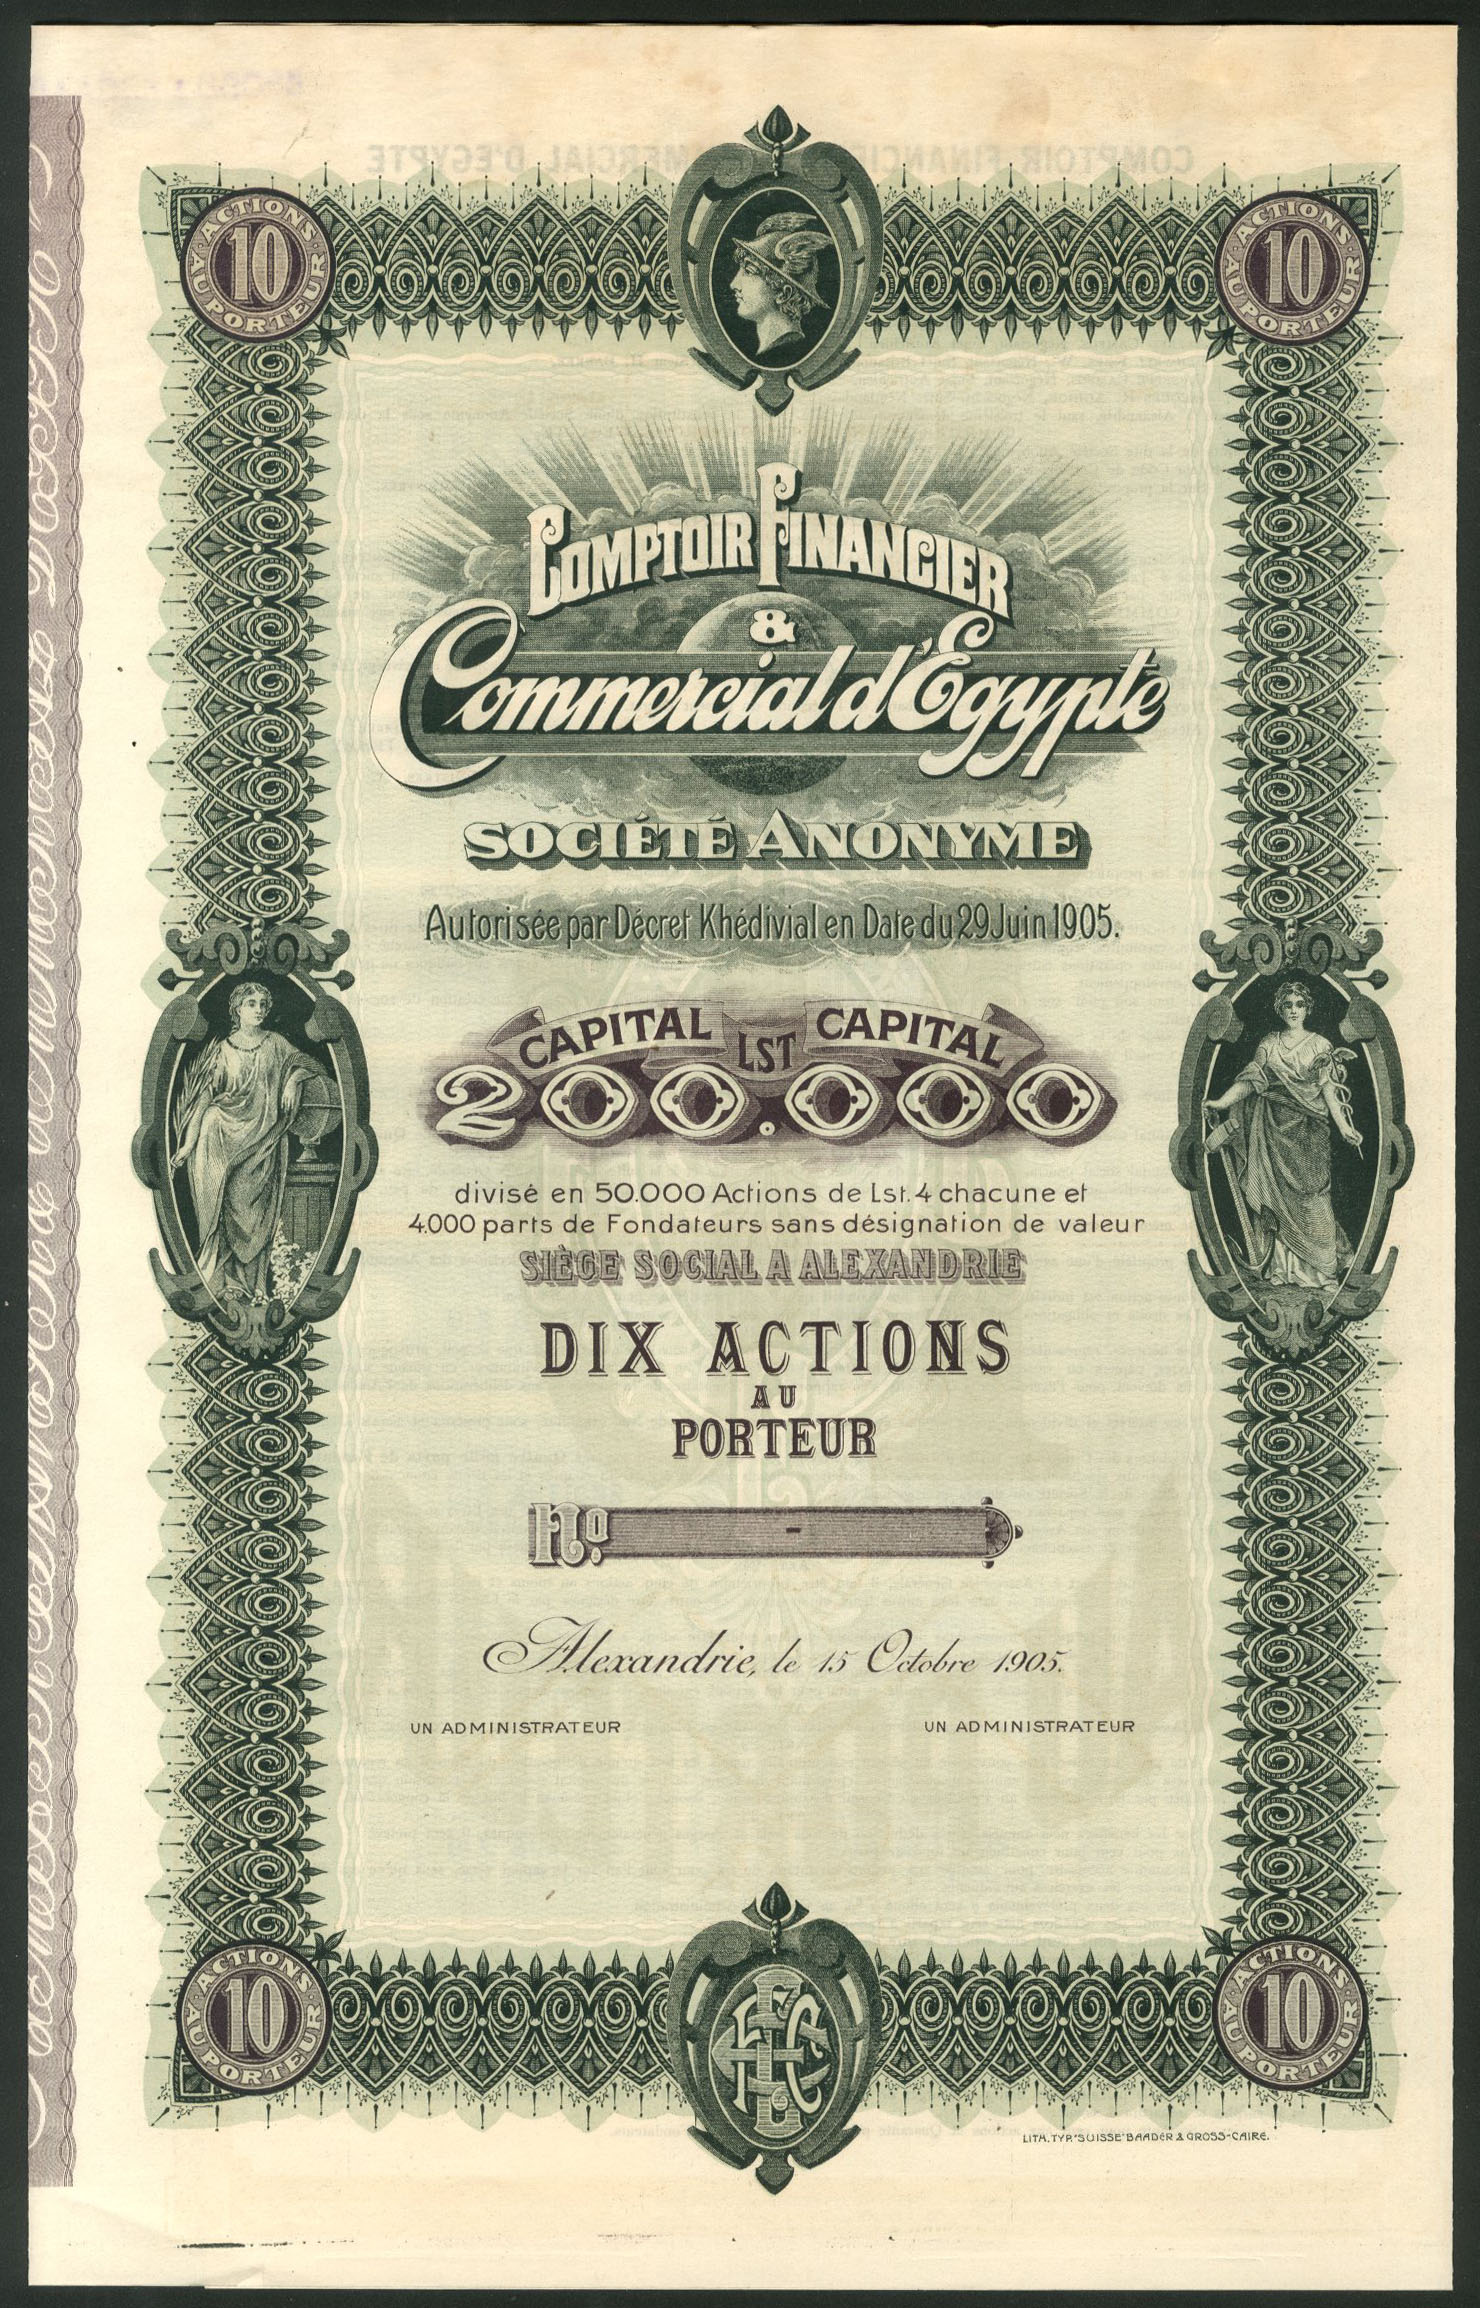 ACTIONS
10
AU PORTEUR
ACTIONS
10
AU PORTEUR
COMPTOIR FINANCIER
&
Commercial d'Egypte
SOCIÉTÉ ANONYME
Autorisée par Décret Khédivial en Date du 29 Juin 1905.
CAPITAL LST CAPITAL
200.000
divisé en 50.000 Actions de Lst. 4 chacune et
4.000 parts de Fondateurs sans désignation de valeur
SIÈGE SOCIAL A ALEXANDRIE
DIX ACTIONS
AU
PORTEUR
No. -
Alexandrie, le 15 Octobre 1905.
UN ADMINISTRATEUR UN ADMINISTRATEUR
ACTIONS
10
AU PORTEUR
ACTIONS
10
AU PORTEUR
LITH. TYP. "SUISSE" BAADER & GROSS-CAIRE.